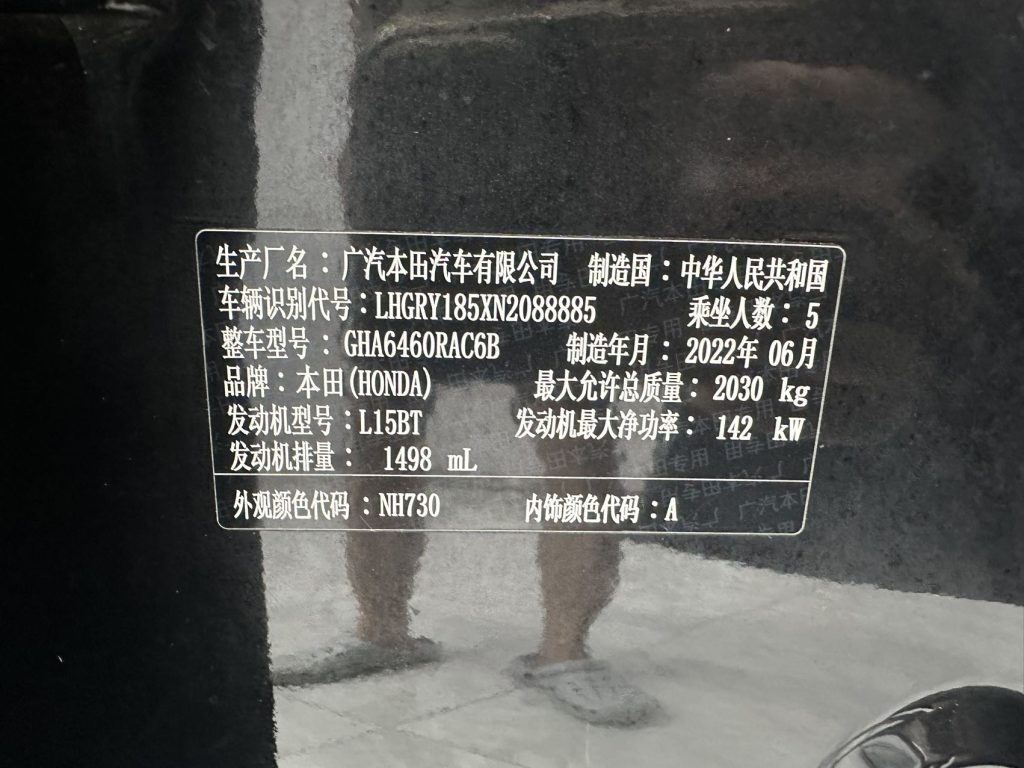 生产厂名：广汽本田汽车有限公司 制造国：中华人民共和国
车辆识别代号：LHGRY185XN2088885 乘坐人数：5
整车型号：GHA6460RAC6B 制造年月：2022年 06月
品牌：本田(HONDA) 最大允许总质量：2030 kg
发动机型号：L15BT 发动机最大净功率：142 kW
发动机排量：1498 mL
外观颜色代码：NH730 内饰颜色代码：A